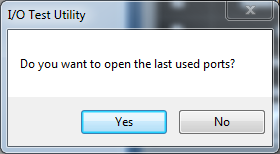 I/O Test Utility
Do you want to open the last used ports?
Yes
No